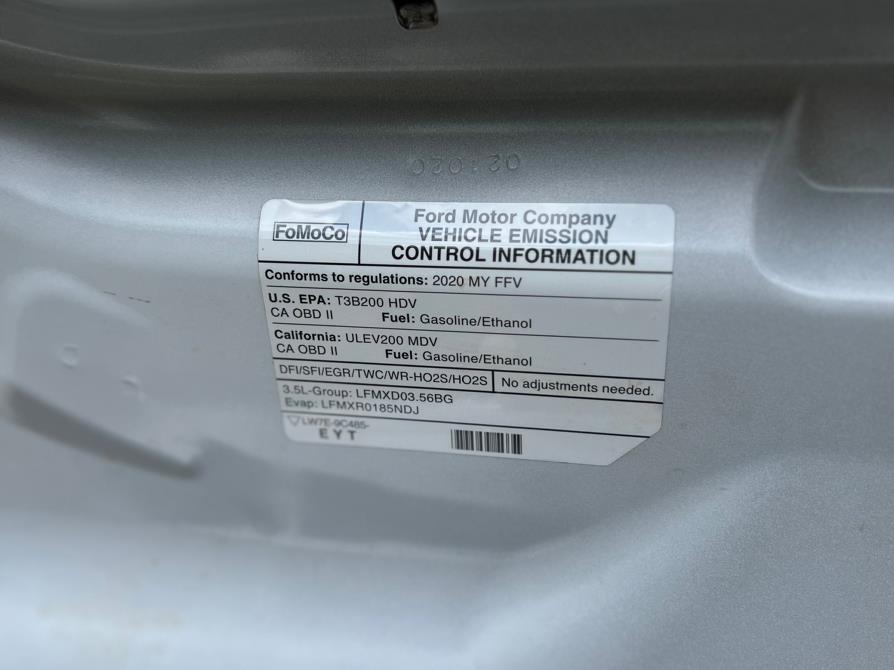 FoMoCo
Ford Motor Company
VEHICLE EMISSION
CONTROL INFORMATION
Conforms to regulations: 2020 MY FFV
U.S. EPA: T3B200 HDV
CA OBD II Fuel: Gasoline/Ethanol
California: ULEV200 MDV
CA OBD II Fuel: Gasoline/Ethanol
DFI/SFI/EGR/TWC/WR-HO2S/HO2S No adjustments needed.
3.5L-Group: LFMXD03.56BG
Evap: LFMXR0185NDJ
LW7E-9C485-
EYT